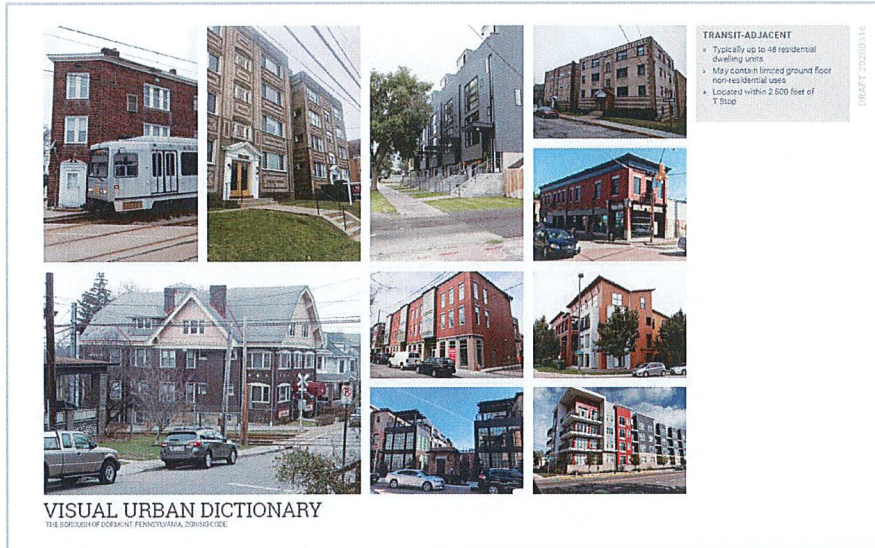 TRANSIT-ADJACENT
» Typically up to 48 residential
dwelling units
» May contain limited ground floor
non-residential uses
» Located within 2,500 feet of
T Stop
DRAFT 20200316
VISUAL URBAN DICTIONARY
THE BOROUGH OF DORMONT, PENNSYLVANIA, ZONING CODE